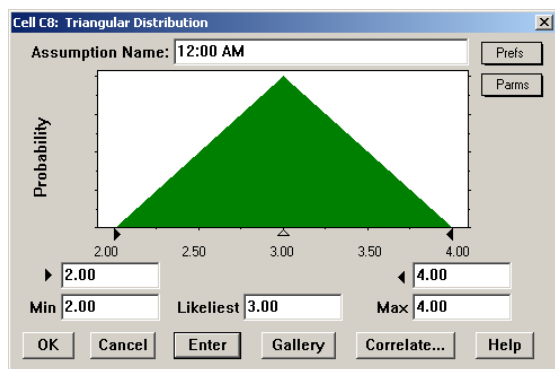 Cell C8: Triangular Distribution
Assumption Name: 12:00 AM
Prefs
Parms
Probability
2.00 2.50 3.00 3.50 4.00
2.00 4.00
Min 2.00 Likeliest 3.00 Max 4.00
OK Cancel Enter Gallery Correlate... Help